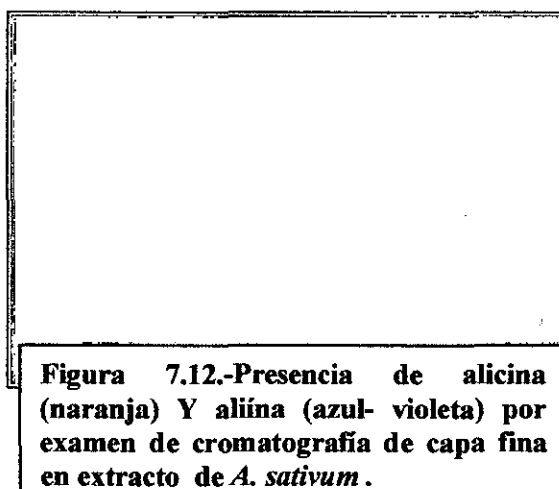 Figura 7.12.-Presencia de alicina
(naranja) Y aliína (azul- violeta) por
examen de cromatografía de capa fina
en extracto de A. sativum .